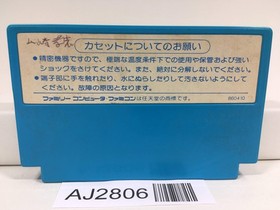 カセットについてのお願い
●精密機器ですので、極端な温度条件下での使用や保管および強い
ショックをさけてください。また、絶対に分解しないでください。
●端子部に手を触れたり、水にぬらしたりして汚さないようにして
ください。故障の原因となります。
ファミリーコンピュータ・ファミコンは任天堂の商標です。
AJ2806